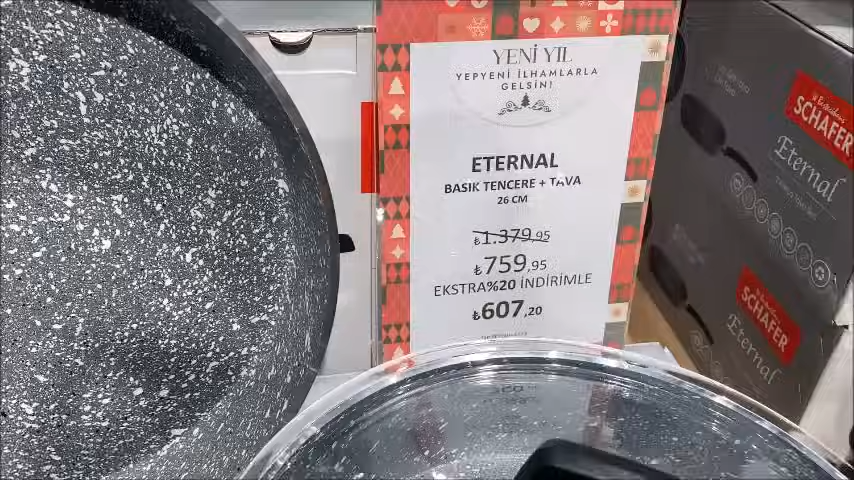 YENİ YIL
YEPYENİ İLHAMLARLA
GELSİN!
ETERNAL
BASIK TENCERE + TAVA
26 CM
₺1.379,95
₺759,95
EKSTRA%20 İNDİRİMLE
₺607,20
SCHAFER
Eternal
SCHAFER
Eternal